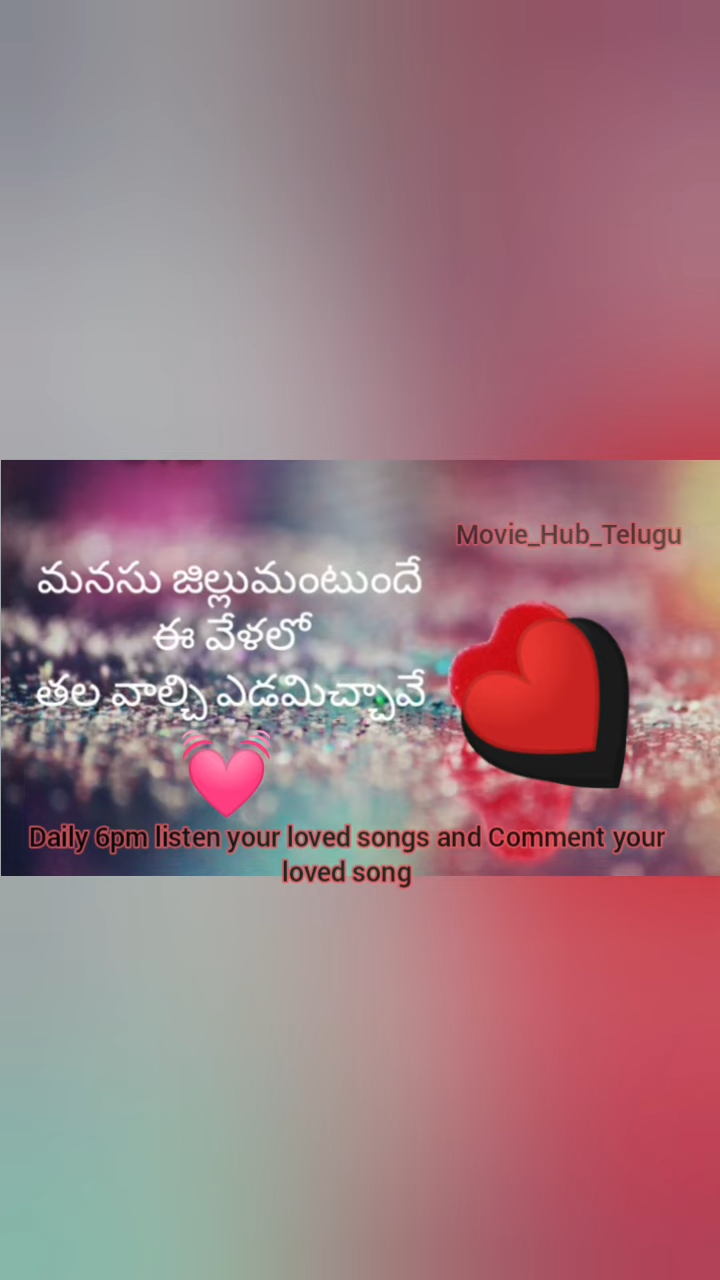 Movie_Hub_Telugu
మనసు జిల్లుమంటుందే
ఈ వేళలో
తల వాల్చి ఎడమిచ్చావే
Daily 6pm listen your loved songs and Comment your
loved song